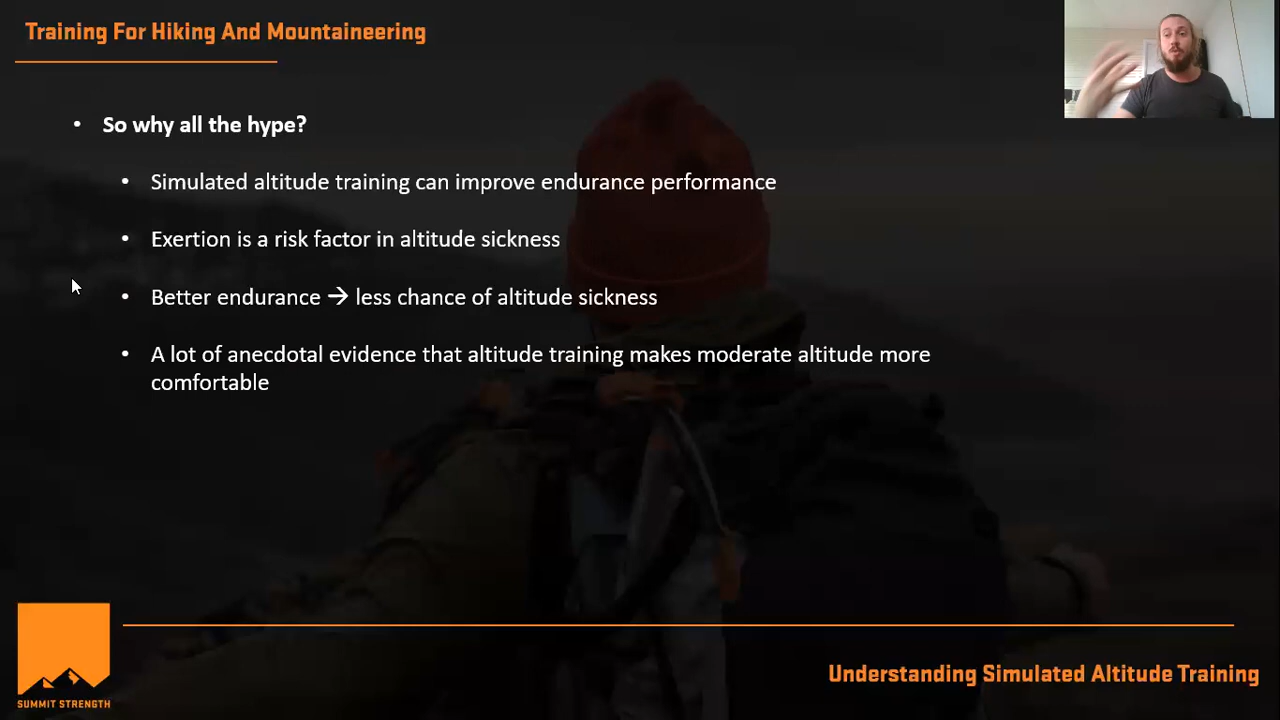 Training For Hiking And Mountaineering
• So why all the hype?
• Simulated altitude training can improve endurance performance
• Exertion is a risk factor in altitude sickness
• Better endurance → less chance of altitude sickness
• A lot of anecdotal evidence that altitude training makes moderate altitude more
comfortable
SUMMIT STRENGTH
Understanding Simulated Altitude Training